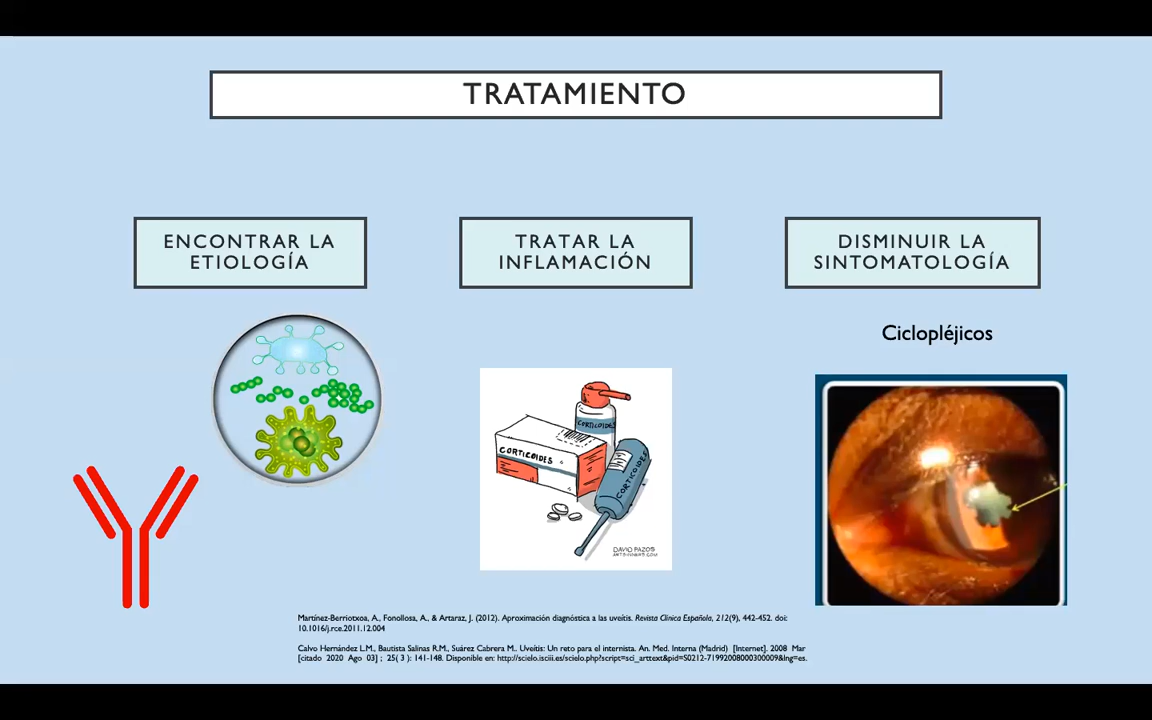 TRATAMIENTO
ENCONTRAR LA
ETIOLOGÍA
TRATAR LA
INFLAMACIÓN
DISMINUIR LA
SINTOMATOLOGÍA
Ciclopléjicos
CORTICOIDES
CORTICOIDES
CORTICOIDES
DAVID PAZOS
Martínez-Berriotxoa, A., Fonollosa, A., & Artaraz, J. (2012). Aproximación diagnóstica a las uveítis. Revista Clínica Española, 212(9), 442-452. doi:
10.1016/j.rce.2011.12.004
Calvo Hernández L.M., Bautista Salinas R.M., Suárez Cabrera M.. Uveítis: Un reto para el internista. An. Med. Interna (Madrid) [Internet]. 2008 Mar
[citado 2020 Ago 03] ; 25( 3 ): 141-148. Disponible en: http://scielo.isciii.es/scielo.php?script=sci_arttext&pid=S0212-71992008000300009&lng=es.